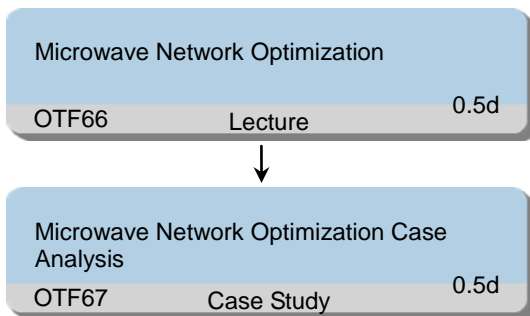 Microwave Network Optimization
0.5d
OTF66 Lecture
Microwave Network Optimization Case
Analysis
0.5d
OTF67 Case Study